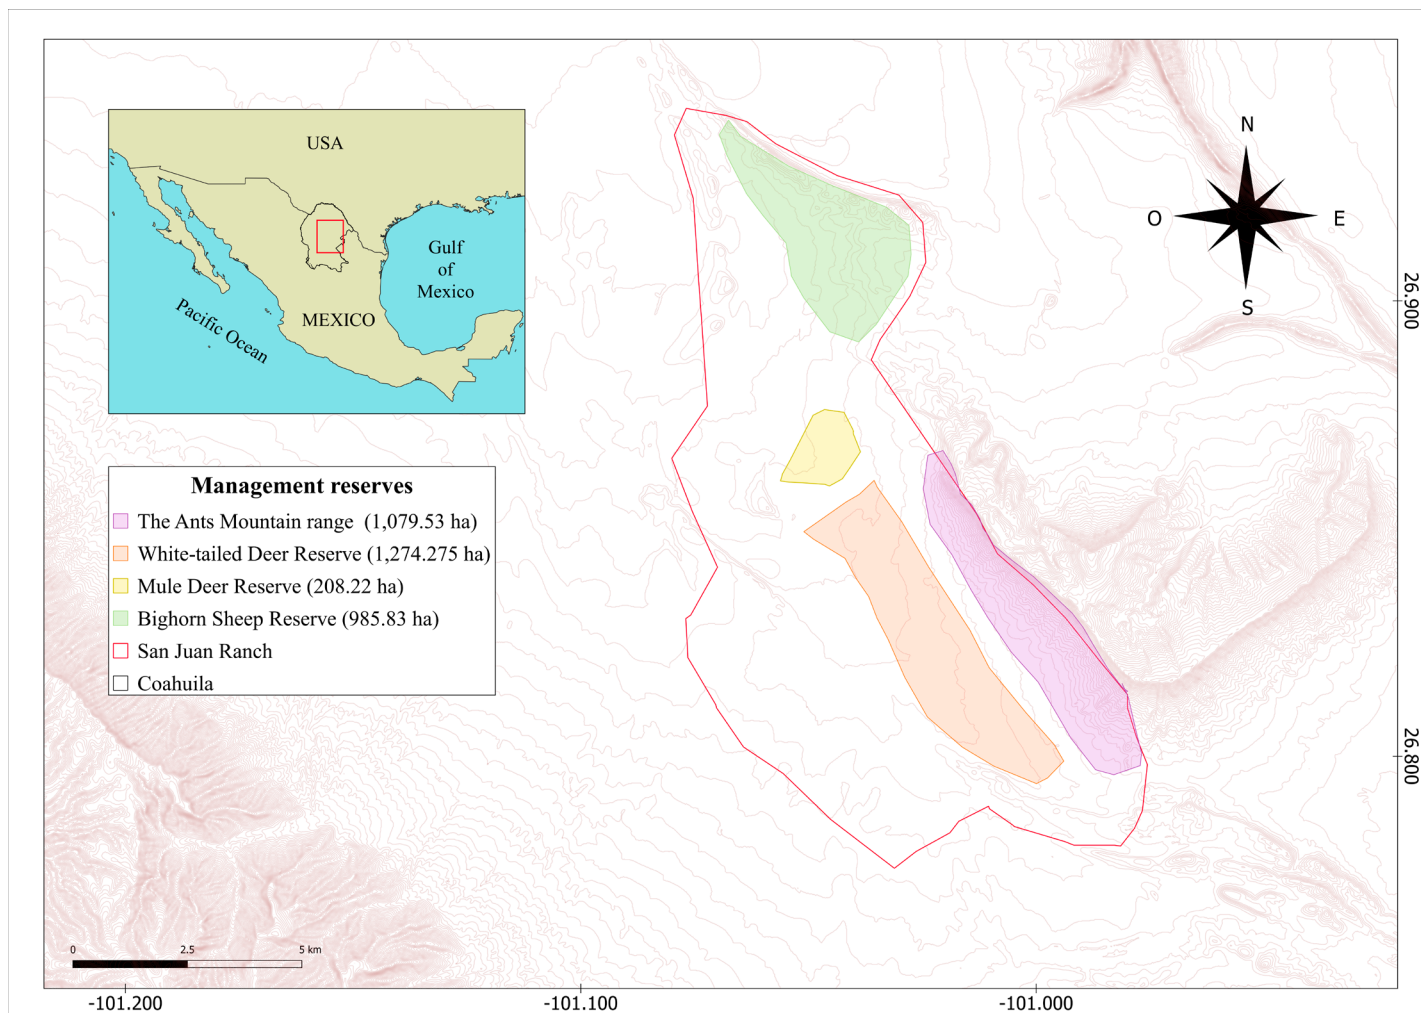 USA
Gulf
of
Mexico
MEXICO
Pacific Ocean
N
O
E
S
Management reserves
The Ants Mountain range (1,079.53 ha)
White-tailed Deer Reserve (1,274.275 ha)
Mule Deer Reserve (208.22 ha)
Bighorn Sheep Reserve (985.83 ha)
San Juan Ranch
Coahuila
26.900
26.800
0 2.5 5 km
-101.200 -101.100 -101.000